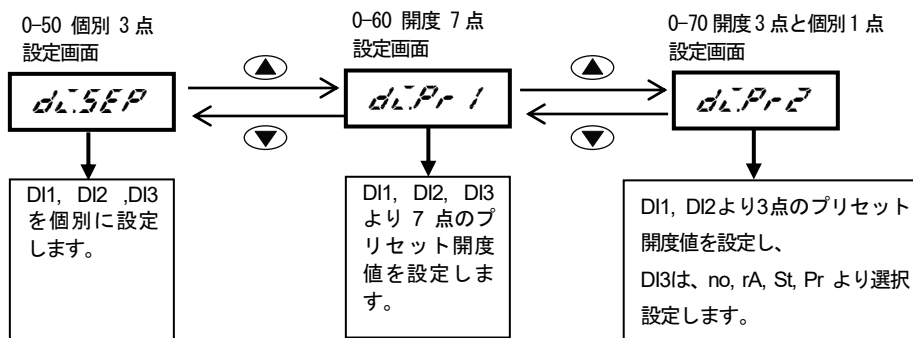 0-50 個別 3 点
設定画面
0-60 開度 7 点
設定画面
0-70 開度 3 点と個別 1 点
設定画面
di.SEP
di.Pr 1
di.Pr2
DI1, DI2 ,DI3
を個別に設定
します。
DI1, DI2, DI3
より 7 点のプ
リセット開度
値を設定しま
す。
DI1, DI2より3点のプリセット
開度値を設定し、
DI3は、no, rA, St, Pr より選択
設定します。